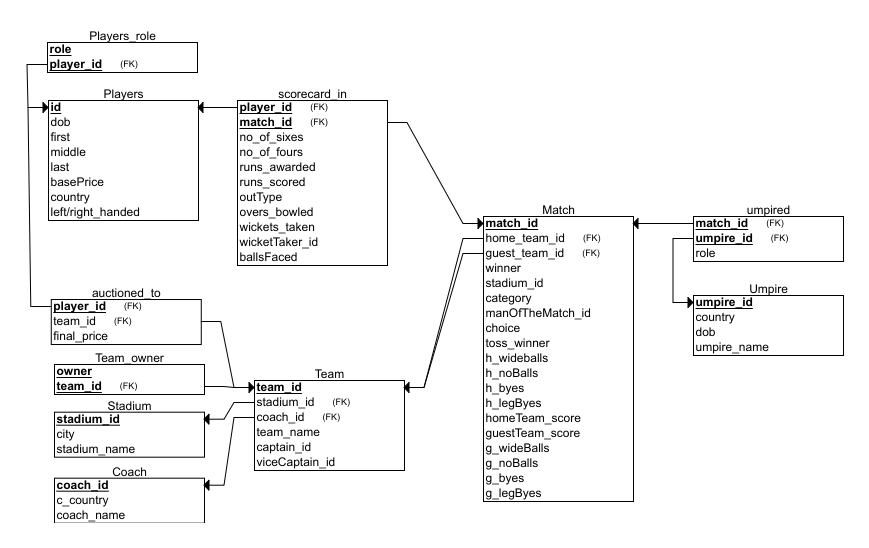 Players_role
role
player_id (FK)
Players
id
dob
first
middle
last
basePrice
country
left/right_handed
scorecard_in
player_id (FK)
match_id (FK)
no_of_sixes
no_of_fours
runs_awarded
runs_scored
outType
overs_bowled
wickets_taken
wicketTaker_id
ballsFaced
Match
match_id
home_team_id (FK)
guest_team_id (FK)
winner
stadium_id
category
manOfTheMatch_id
choice
toss_winner
h_wideballs
h_noBalls
h_byes
h_legByes
homeTeam_score
guestTeam_score
g_wideBalls
g_noBalls
g_byes
g_legByes
umpired
match_id (FK)
umpire_id (FK)
role
Umpire
umpire_id
country
dob
umpire_name
auctioned_to
player_id (FK)
team_id (FK)
final_price
Team_owner
owner
team_id (FK)
Stadium
stadium_id
city
stadium_name
Coach
coach_id
c_country
coach_name
Team
team_id
stadium_id (FK)
coach_id (FK)
team_name
captain_id
viceCaptain_id